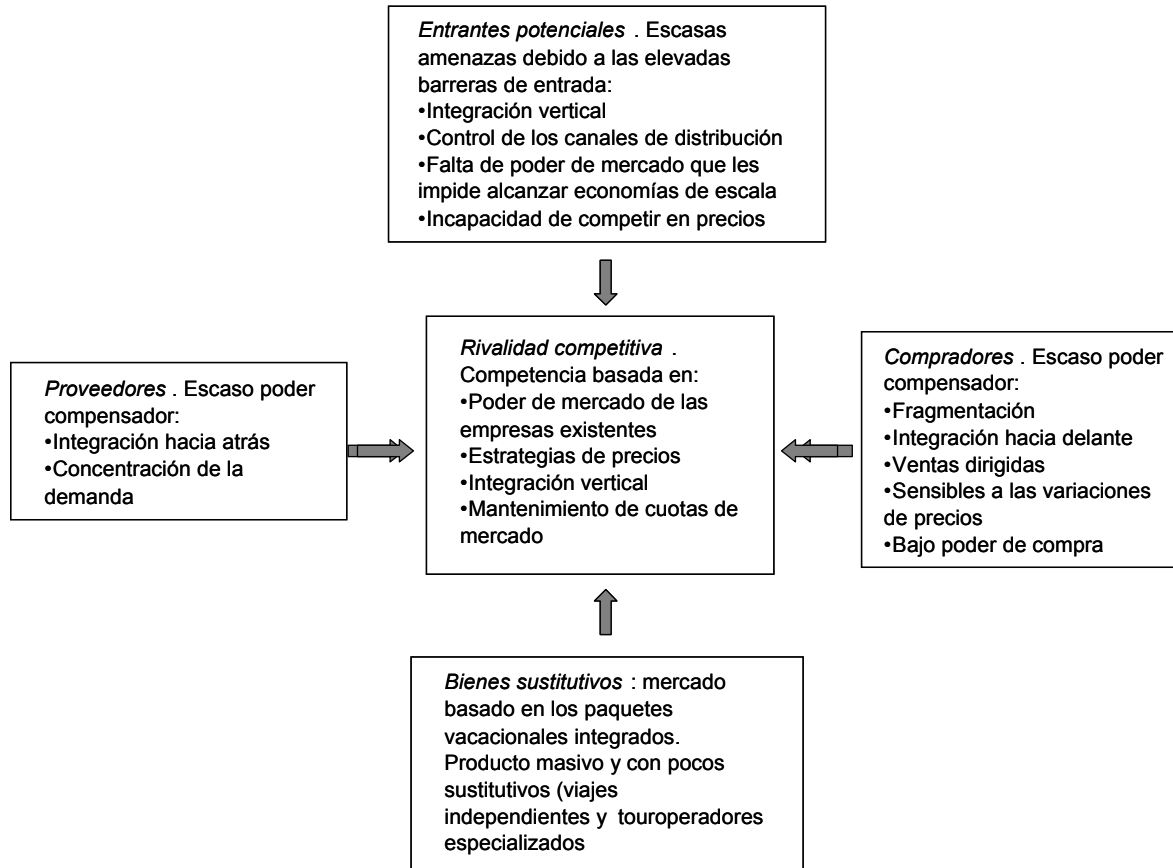 Entrantes potenciales . Escasas
amenazas debido a las elevadas
barreras de entrada:
•Integración vertical
•Control de los canales de distribución
•Falta de poder de mercado que les
impide alcanzar economías de escala
•Incapacidad de competir en precios
Proveedores . Escaso poder
compensador:
•Integración hacia atrás
•Concentración de la
demanda
Rivalidad competitiva .
Competencia basada en:
•Poder de mercado de las
empresas existentes
•Estrategias de precios
•Integración vertical
•Mantenimiento de cuotas de
mercado
Compradores . Escaso poder
compensador:
•Fragmentación
•Integración hacia delante
•Ventas dirigidas
•Sensibles a las variaciones
de precios
•Bajo poder de compra
Bienes sustitutivos : mercado
basado en los paquetes
vacacionales integrados.
Producto masivo y con pocos
sustitutivos (viajes
independientes y touroperadores
especializados